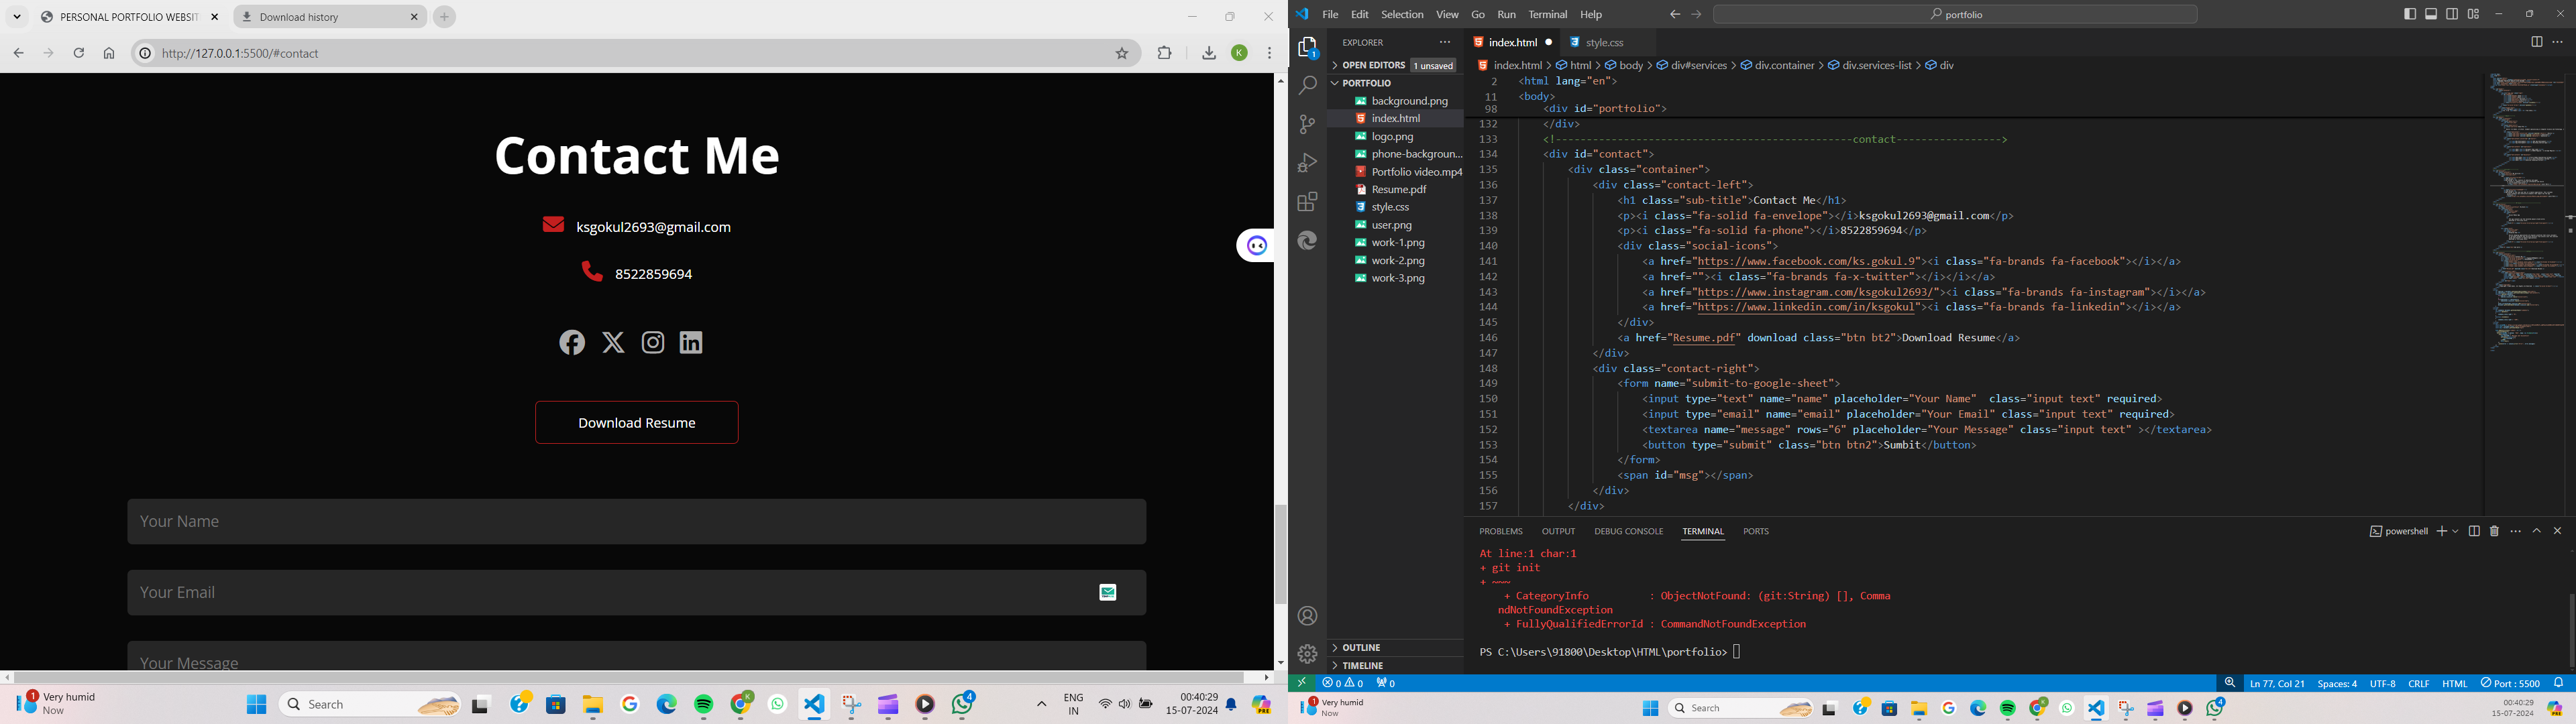 PERSONAL PORTFOLIO WEBSIT
Download history
http://127.0.0.1:5500/#contact
K
Contact Me
ksgokul2693@gmail.com
8522859694
Download Resume
Your Name
Your Email
Your Message
1
Very humid
Now
Search
K
4
ENG
IN
00:40:29
15-07-2024
PRE
File Edit Selection View Go Run Terminal Help
portfolio
1
EXPLORER
OPEN EDITORS 1 unsaved
PORTFOLIO
background.png
index.html
logo.png
phone-backgroun...
Portfolio video.mp4
Resume.pdf
style.css
user.png
work-1.png
work-2.png
work-3.png
OUTLINE
TIMELINE
index.html
style.css
index.html > html > body > div#services > div.container > div.services-list > div
2 <html lang="en">
11 <body>
98 <div id="portfolio">
132 </div>
133 <!------------------------------------------------contact----------------->
134 <div id="contact">
135 <div class="container">
136 <div class="contact-left">
137 <h1 class="sub-title">Contact Me</h1>
138 <p><i class="fa-solid fa-envelope"></i>ksgokul2693@gmail.com</p>
139 <p><i class="fa-solid fa-phone"></i>8522859694</p>
140 <div class="social-icons">
141 <a href="https://www.facebook.com/ks.gokul.9"><i class="fa-brands fa-facebook"></i></a>
142 <a href=""><i class="fa-brands fa-x-twitter"></i></i></a>
143 <a href="https://www.instagram.com/ksgokul2693/"><i class="fa-brands fa-instagram"></i></a>
144 <a href="https://www.linkedin.com/in/ksgokul"><i class="fa-brands fa-linkedin"></i></a>
145 </div>
146 <a href="Resume.pdf" download class="btn bt2">Download Resume</a>
147 </div>
148 <div class="contact-right">
149 <form name="submit-to-google-sheet">
150 <input type="text" name="name" placeholder="Your Name"  class="input text" required>
151 <input type="email" name="email" placeholder="Your Email" class="input text" required>
152 <textarea name="message" rows="6" placeholder="Your Message" class="input text" ></textarea>
153 <button type="submit" class="btn btn2">Sumbit</button>
154 </form>
155 <span id="msg"></span>
156 </div>
157 </div>
PROBLEMS OUTPUT DEBUG CONSOLE TERMINAL PORTS
powershell
At line:1 char:1
+ git init
+ ~~~
+ CategoryInfo          : ObjectNotFound: (git:String) [], Comma
ndNotFoundException
+ FullyQualifiedErrorId : CommandNotFoundException
PS C:\Users\91800\Desktop\HTML\portfolio>
0 0 0
Ln 77, Col 21 Spaces: 4 UTF-8 CRLF HTML Port : 5500
1
Very humid
Now
Search
4
00:40:29
15-07-2024
PRE